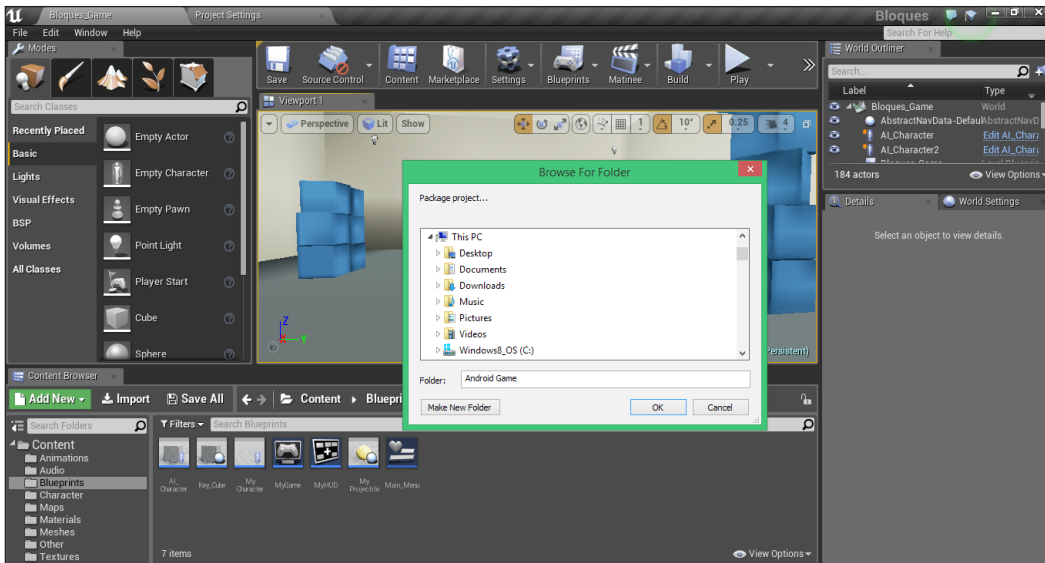 Bloques_Game
Project Settings
Bloques
File Edit Window Help
Search For Help
Modes
Search Classes
Recently Placed
Basic
Lights
Visual Effects
BSP
Volumes
All Classes
Empty Actor
Empty Character
Empty Pawn
Point Light
Player Start
Cube
Sphere
Save Source Control Content Marketplace Settings Blueprints Matinee Build Play
Viewport 1
Perspective Lit Show
10° 0.25 4
Z
X Y
Persistent)
Browse For Folder
Package project...
This PC
Desktop
Documents
Downloads
Music
Pictures
Videos
Windows8_OS (C:)
Folder: Android Game
Make New Folder OK Cancel
World Outliner
Search...
Label Type
Bloques_Game World
AbstractNavData-Defaul AbstractNavD
AI_Character Edit AI_Chara
AI_Character2 Edit AI_Chara
184 actors View Options
Details World Settings
Select an object to view details.
Content Browser
Add New Import Save All Content Bluepri
Search Folders
Filters Search Blueprints
Content
Animations
Audio
Blueprints
Character
Maps
Materials
Meshes
Other
Textures
AI_
Character
Key_Cube
My
Character
MyGame
MyHUD
My
Projectile
Main_Menu
7 items View Options